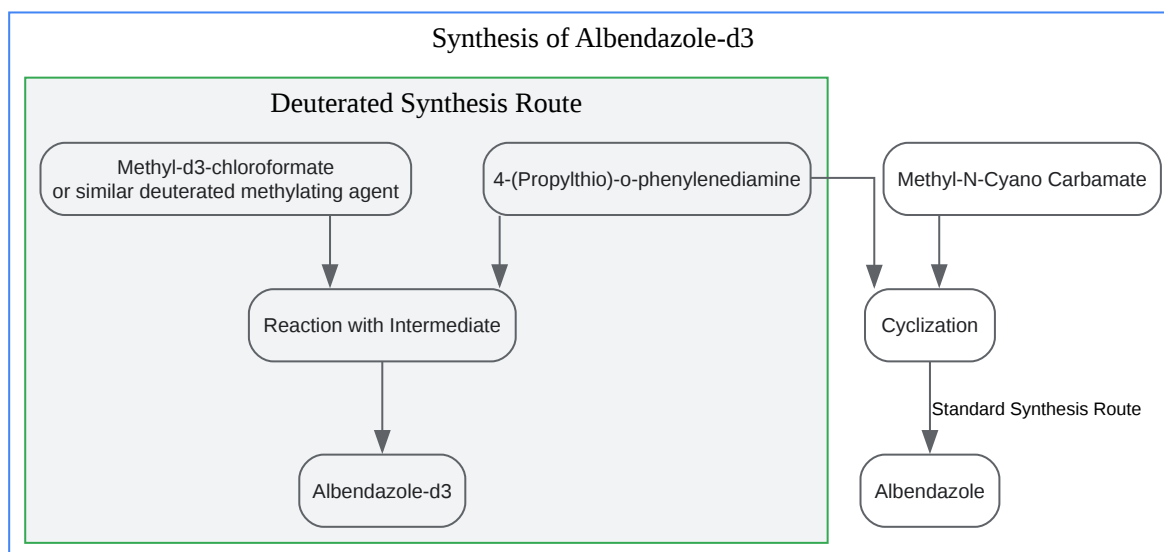 Synthesis of Albendazole-d3
Deuterated Synthesis Route
Methyl-d3-chloroformate
or similar deuterated methylating agent
4-(Propylthio)-o-phenylenediamine
Methyl-N-Cyano Carbamate
Reaction with Intermediate
Cyclization
Standard Synthesis Route
Albendazole-d3
Albendazole